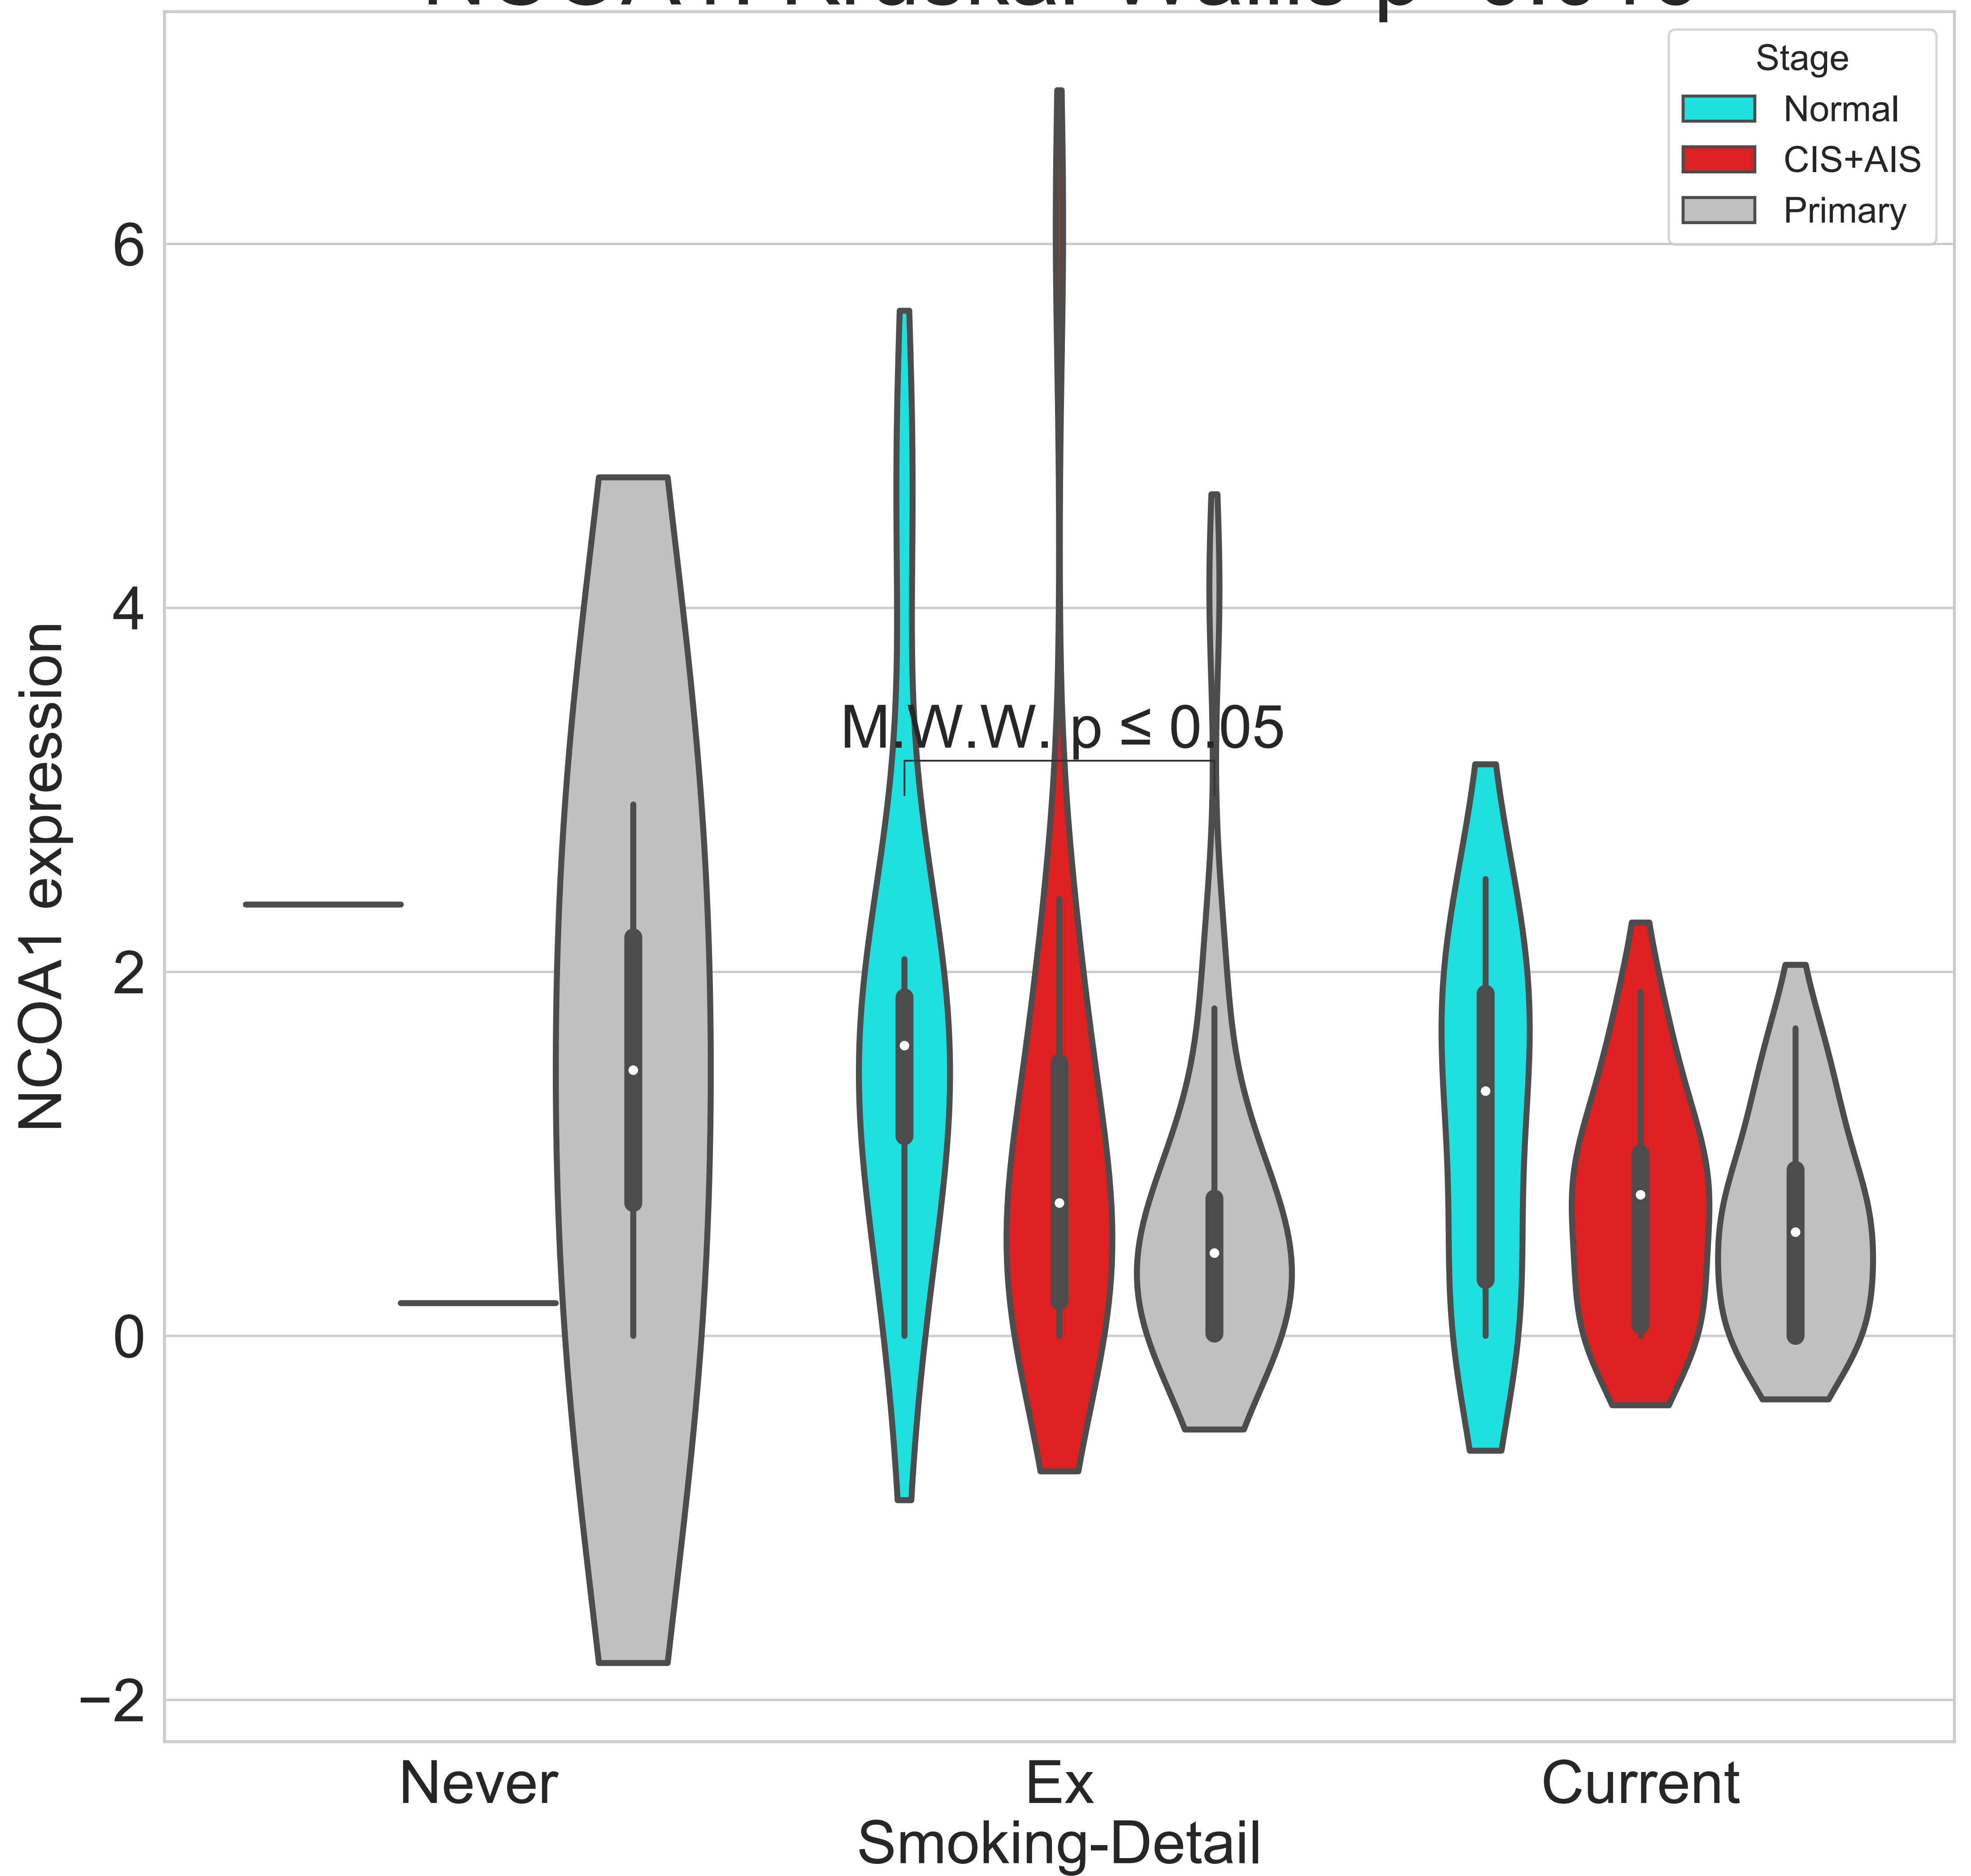 Stage
Normal
CIS+AIS
Primary
6
4
2
0
−2
NCOA1 expression
M.W.W. p ≤ 0.05
Never
Ex
Current
Smoking-Detail